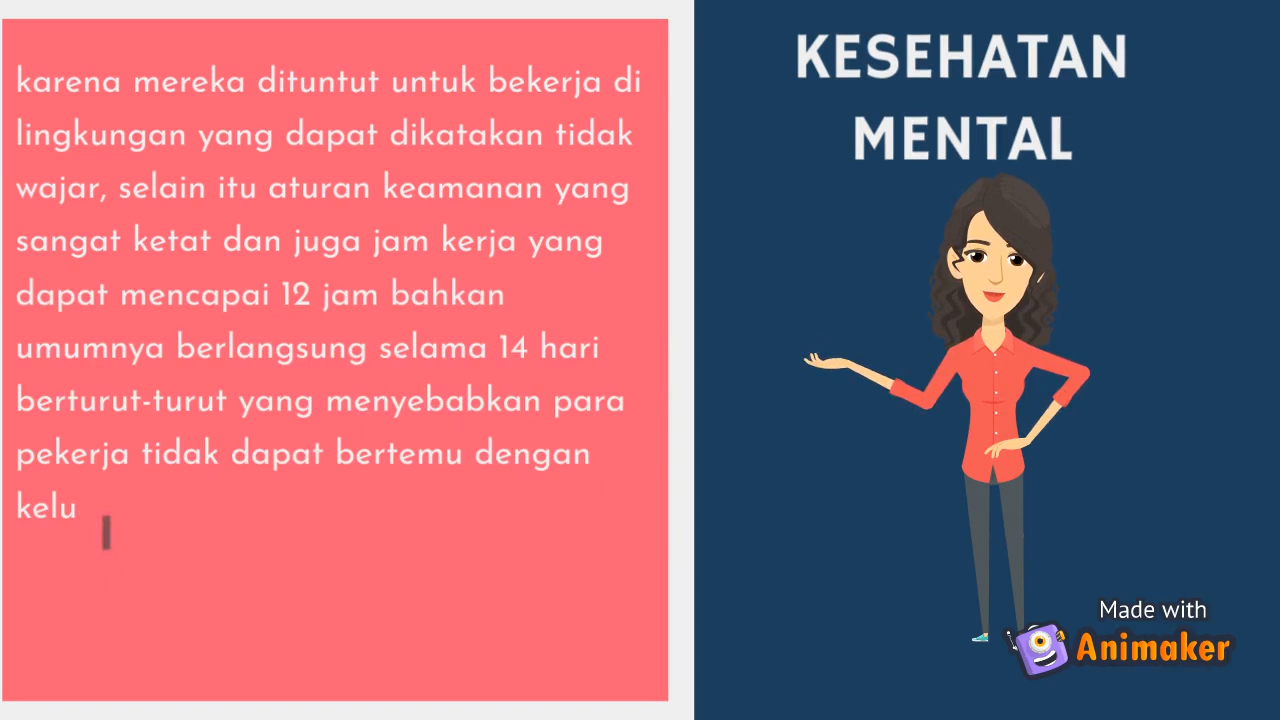 karena mereka dituntut untuk bekerja di
lingkungan yang dapat dikatakan tidak
wajar, selain itu aturan keamanan yang
sangat ketat dan juga jam kerja yang
dapat mencapai 12 jam bahkan
umumnya berlangsung selama 14 hari
berturut-turut yang menyebabkan para
pekerja tidak dapat bertemu dengan
kelu
KESEHATAN
MENTAL
Made with
Animaker